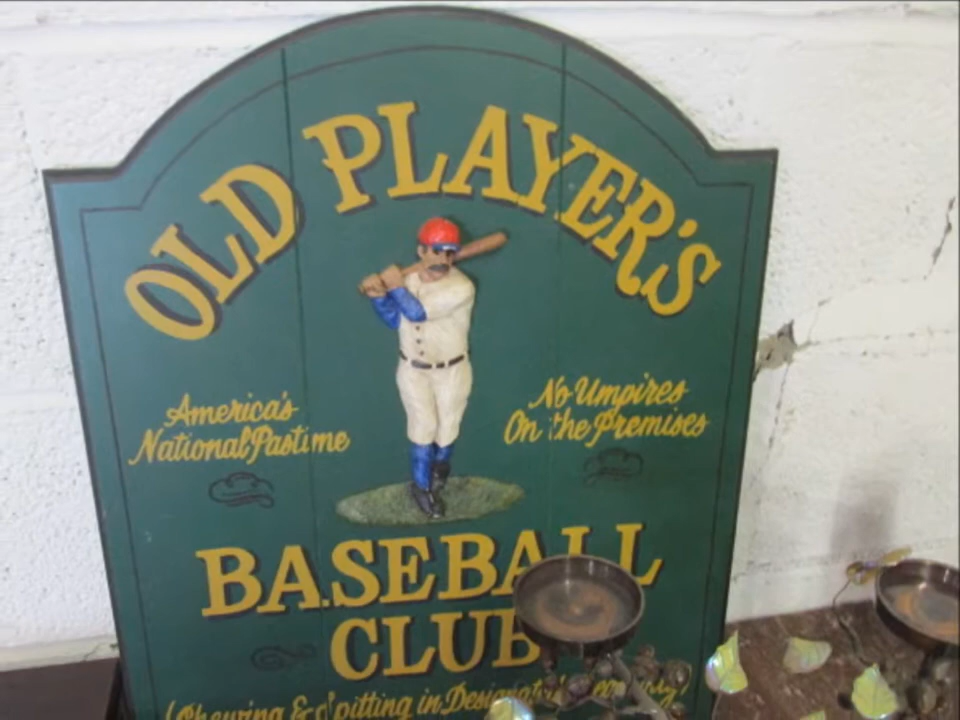 OLD PLAYER'S
America's
National Pastime
No Umpires
On the Premises
BASEBALL
CLUB
(Chewing & Spitting in